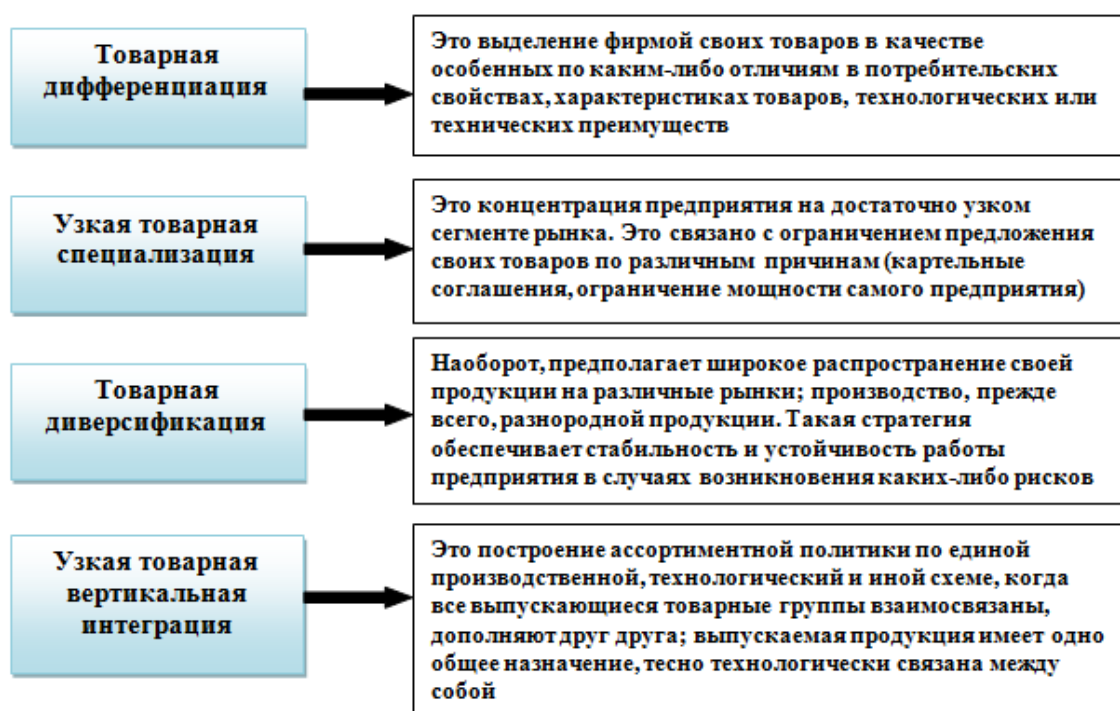 Товарная
дифференциация
Это выделение фирмой своих товаров в качестве
особенных по каким-либо отличиям в потребительских
свойствах, характеристиках товаров, технологических или
технических преимуществ
Узкая товарная
специализация
Это концентрация предприятия на достаточно узком
сегменте рынка. Это связано с ограничением предложения
своих товаров по различным причинам (картельные
соглашения, ограничение мощности самого предприятия)
Товарная
диверсификация
Наоборот, предполагает широкое распространение своей
продукции на различные рынки; производство, прежде
всего, разнородной продукции. Такая стратегия
обеспечивает стабильность и устойчивость работы
предприятия в случаях возникновения каких-либо рисков
Узкая товарная
вертикальная
интеграция
Это построение ассортиментной политики по единой
производственной, технологический и иной схеме, когда
все выпускающиеся товарные группы взаимосвязаны,
дополняют друг друга; выпускаемая продукция имеет одно
общее назначение, тесно технологически связана между
собой